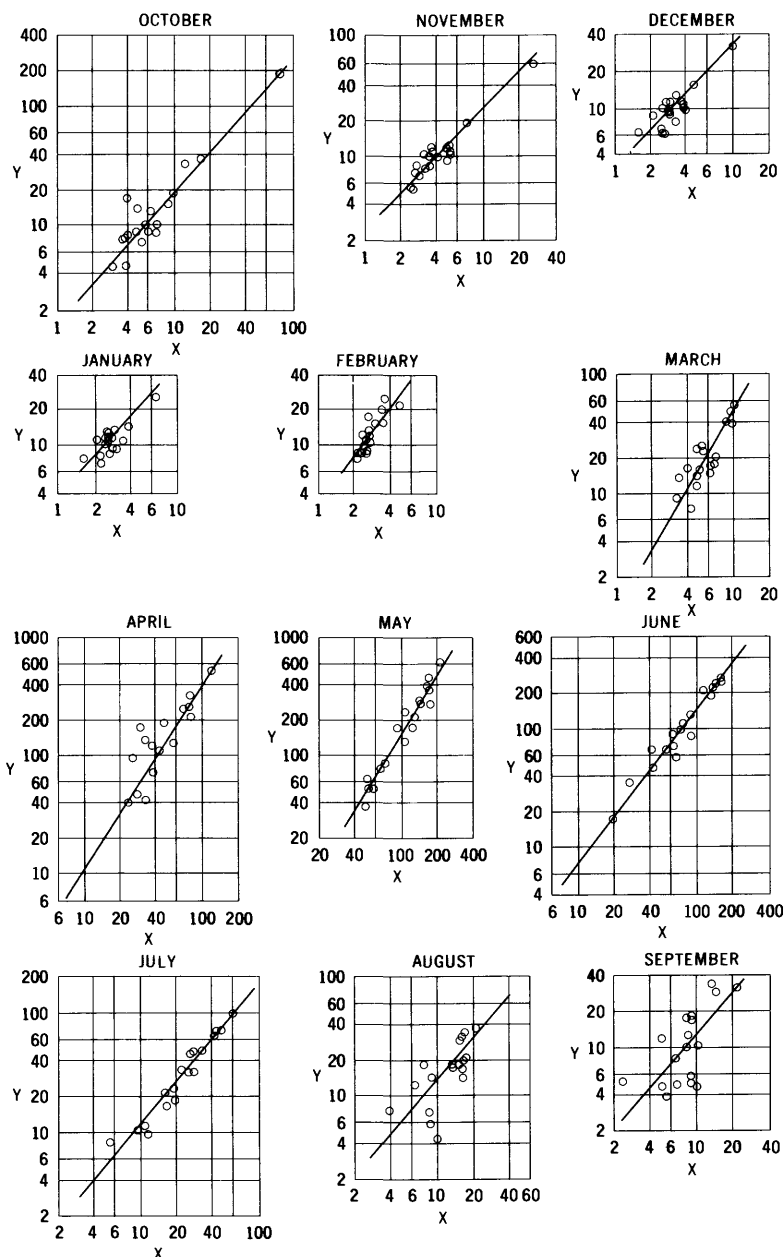 OCTOBER
400
200
100
60
40
Y
20
10
6
4
2
1 2 4 6 10 20 40 100
X
NOVEMBER
100
60
40
20
Y
10
6
4
2
1 2 4 6 10 20 40
X
DECEMBER
40
20
Y
10
6
4
1 2 4 6 10 20
X
JANUARY
40
20
Y
10
6
4
1 2 4 6 10
X
FEBRUARY
40
20
Y
10
6
4
1 2 4 6 10
X
MARCH
100
60
40
20
Y
10
6
4
2
1 2 4 6 10 20
X
APRIL
1000
600
400
200
100
Y
60
40
20
10
6
6 10 20 40 100 200
X
MAY
1000
600
400
200
100
Y
60
40
20
20 40 100 200 400
X
JUNE
600
400
200
100
60
Y
40
20
10
6
4
6 10 20 40 100 200 400
X
JULY
200
100
60
40
Y
20
10
6
4
2
2 4 6 10 20 40 100
X
AUGUST
100
60
40
20
Y
10
6
4
2
2 4 6 10 20 40 60
X
SEPTEMBER
40
20
Y
10
6
4
2
2 4 6 10 20 40
X